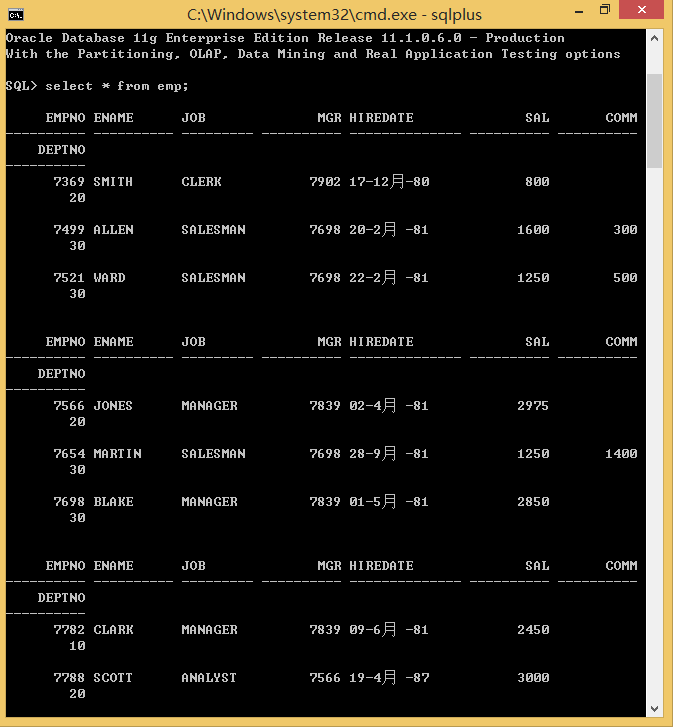 C:\Windows\system32\cmd.exe - sqlplus
Oracle Database 11g Enterprise Edition Release 11.1.0.6.0 - Production
With the Partitioning, OLAP, Data Mining and Real Application Testing options
SQL> select * from emp;
EMPNO ENAME JOB MGR HIREDATE SAL COMM
---------- ---------- --------- ---------- -------------- ---------- ----------
DEPTNO
----------
7369 SMITH CLERK 7902 17-12月-80 800
20
7499 ALLEN SALESMAN 7698 20-2月 -81 1600 300
30
7521 WARD SALESMAN 7698 22-2月 -81 1250 500
30
EMPNO ENAME JOB MGR HIREDATE SAL COMM
---------- ---------- --------- ---------- -------------- ---------- ----------
DEPTNO
----------
7566 JONES MANAGER 7839 02-4月 -81 2975
20
7654 MARTIN SALESMAN 7698 28-9月 -81 1250 1400
30
7698 BLAKE MANAGER 7839 01-5月 -81 2850
30
EMPNO ENAME JOB MGR HIREDATE SAL COMM
---------- ---------- --------- ---------- -------------- ---------- ----------
DEPTNO
----------
7782 CLARK MANAGER 7839 09-6月 -81 2450
10
7788 SCOTT ANALYST 7566 19-4月 -87 3000
20